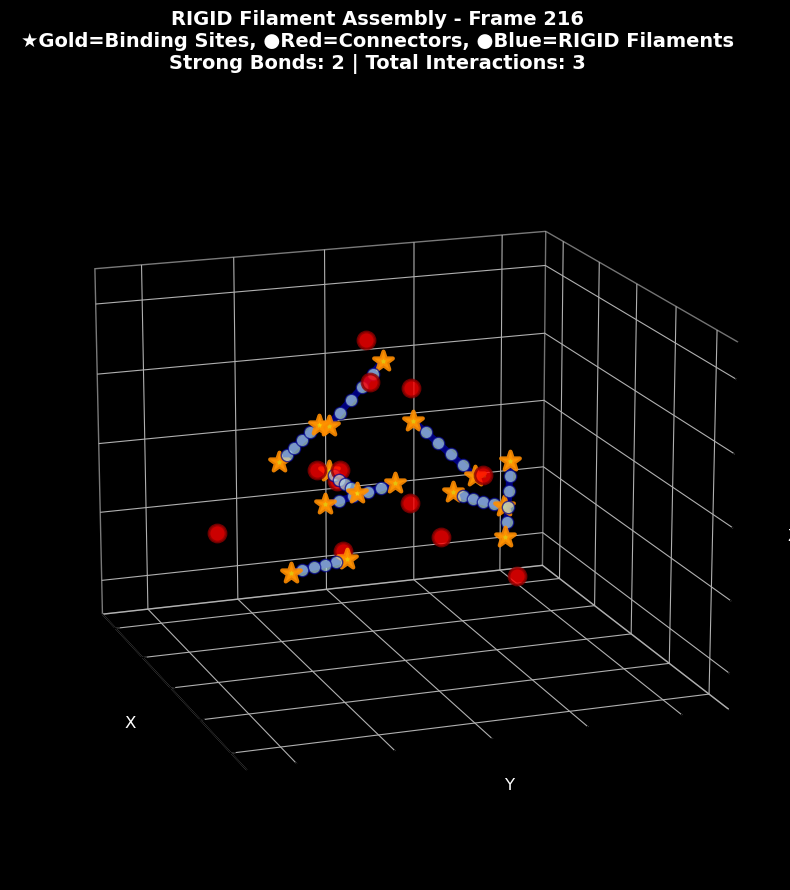 RIGID Filament Assembly - Frame 216
★Gold=Binding Sites, ●Red=Connectors, ●Blue=RIGID Filaments
Strong Bonds: 2 | Total Interactions: 3
X
Y